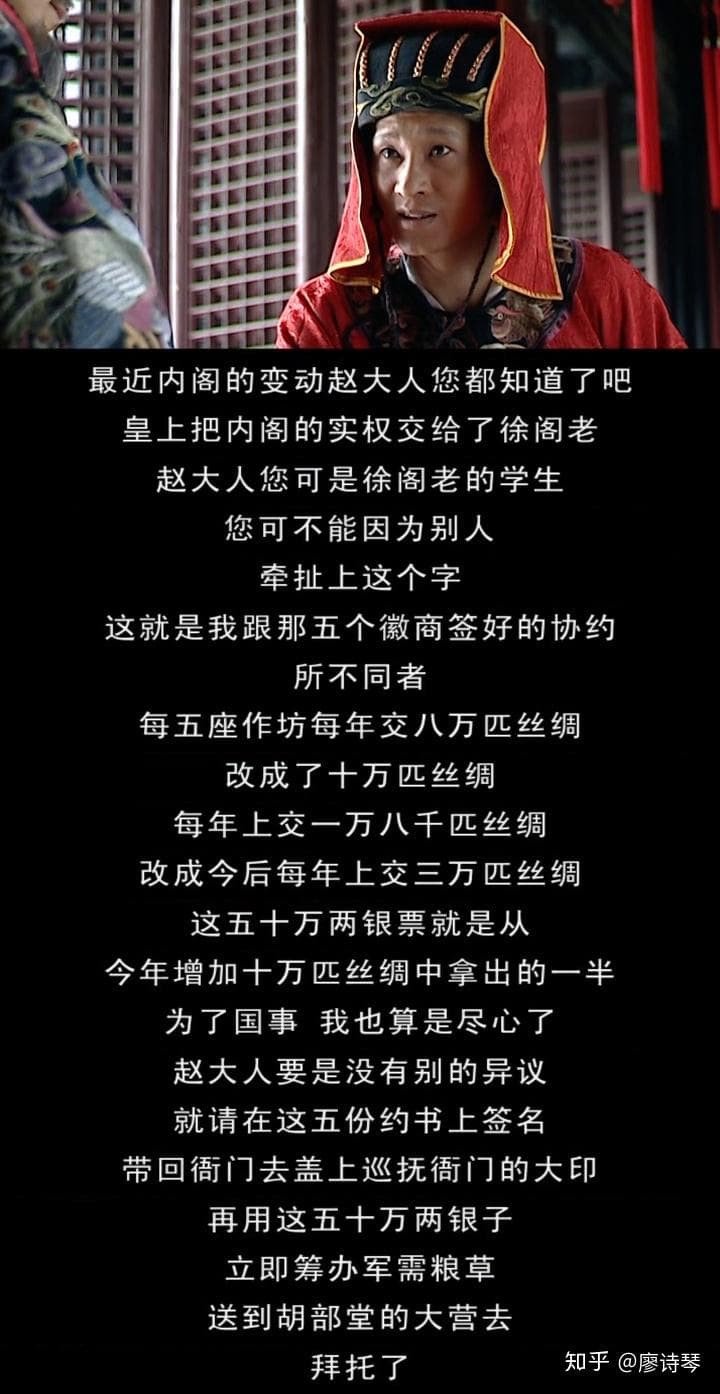 最近内阁的变动赵大人您都知道了吧
皇上把内阁的实权交给了徐阁老
赵大人您可是徐阁老的学生
您可不能因为别人
牵扯上这个字
这就是我跟那五个徽商签好的协约
所不同者
每五座作坊每年交八万匹丝绸
改成了十万匹丝绸
每年上交一万八千匹丝绸
改成今后每年上交三万匹丝绸
这五十万两银票就是从
今年增加十万匹丝绸中拿出的一半
为了国事 我也算是尽心了
赵大人要是没有别的异议
就请在这五份约书上签名
带回衙门去盖上巡抚衙门的大印
再用这五十万两银子
立即筹办军需粮草
送到胡部堂的大营去
拜托了
知乎 @廖诗琴